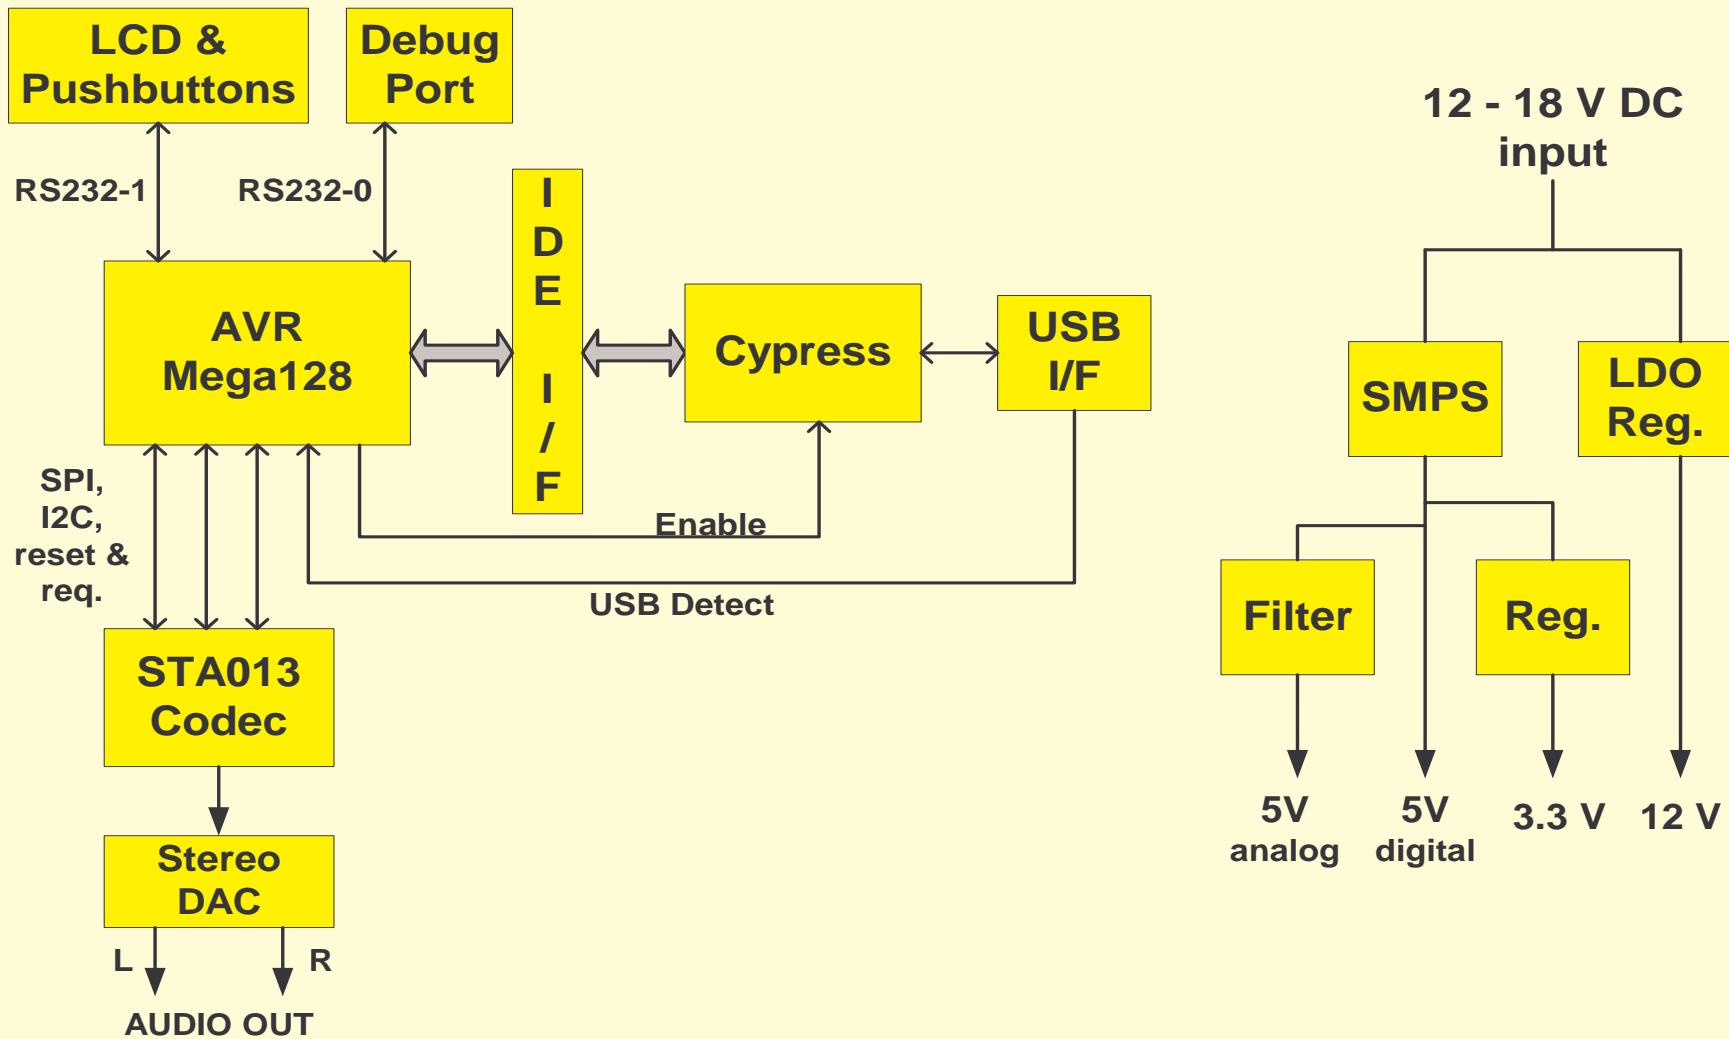 LCD &
Pushbuttons
Debug
Port
12 - 18 V DC
input
RS232-1
RS232-0
I
D
E
I
/
F
AVR
Mega128
Cypress
USB
I/F
SMPS
LDO
Reg.
SPI,
I2C,
reset &
req.
Enable
USB Detect
Filter
Reg.
STA013
Codec
5V
analog
5V
digital
3.3 V
12 V
Stereo
DAC
L
R
AUDIO OUT